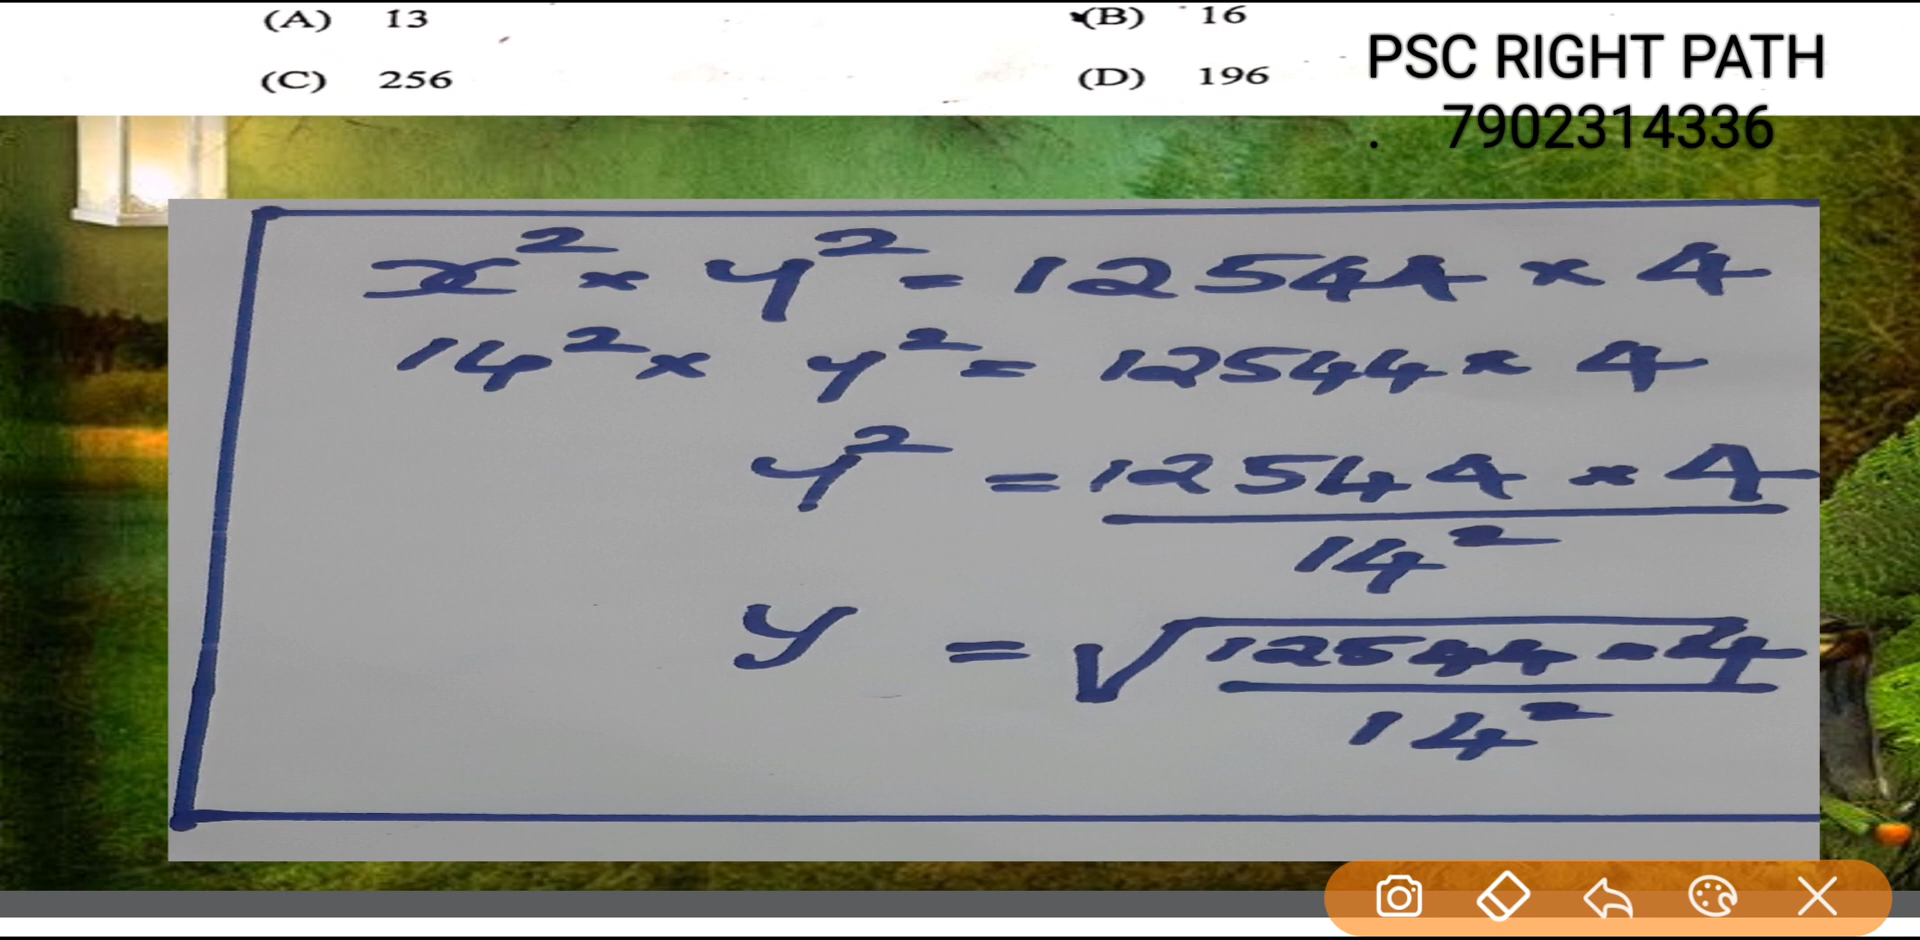 (A) 13 (B) 16
(C) 256 (D) 196
PSC RIGHT PATH
. 7902314336
x² × y² = 12544 × 4
14² × y² = 12544 × 4
y² = 12544 × 4
14²
y = √12544 × 4
14²